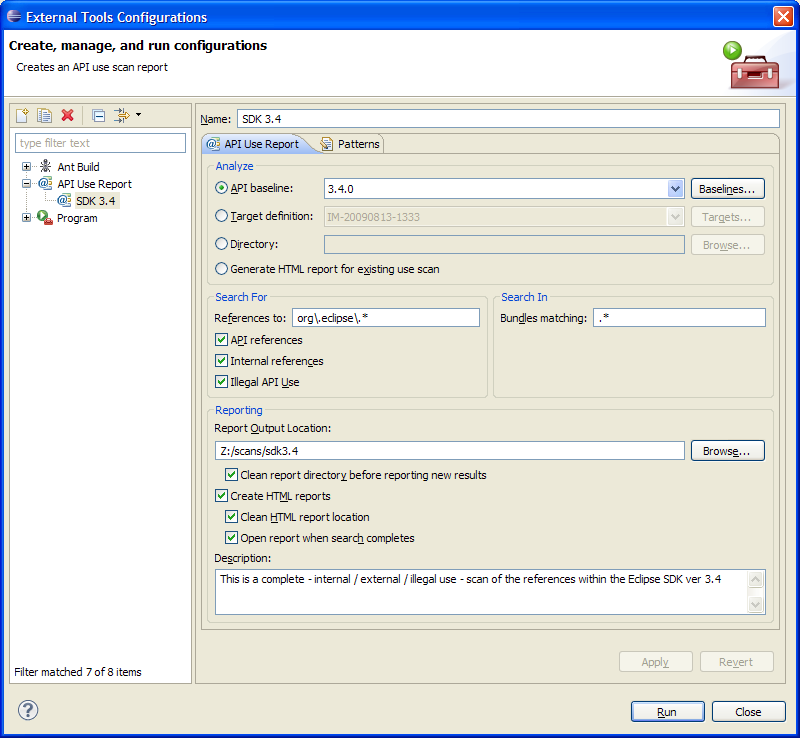 External Tools Configurations
Create, manage, and run configurations
Creates an API use scan report
type filter text
Ant Build
API Use Report
SDK 3.4
Program
Filter matched 7 of 8 items
Name: SDK 3.4
API Use Report Patterns
Analyze
API baseline: 3.4.0 Baselines...
Target definition: IM-20090813-1333 Targets...
Directory: Browse...
Generate HTML report for existing use scan
Search For
References to: org\.eclipse\.*
API references
Internal references
Illegal API Use
Search In
Bundles matching: .*
Reporting
Report Output Location:
Z:/scans/sdk3.4 Browse...
Clean report directory before reporting new results
Create HTML reports
Clean HTML report location
Open report when search completes
Description:
This is a complete - internal / external / illegal use - scan of the references within the Eclipse SDK ver 3.4
Apply Revert
? Run Close